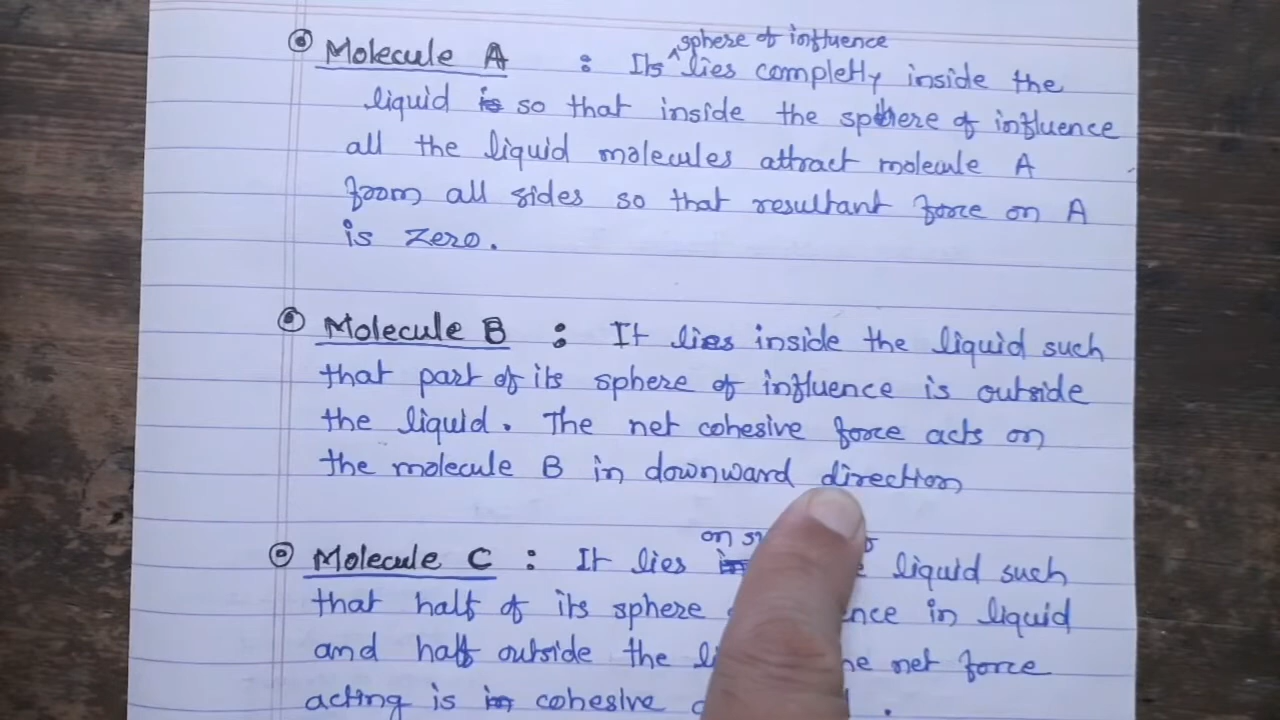 Molecule A : Its sphere of influence lies completly inside the
liquid so that inside the sphere of influence
all the liquid molecules attract molecule A
from all sides so that resultant force on A
is zero.
Molecule B : It lies inside the liquid such
that part of its sphere of influence is outside
the liquid. The net cohesive force acts on
the molecule B in downward direction
Molecule C : It lies on liquid such
that half of its sphere in liquid
and half outside the net force
acting is cohesive